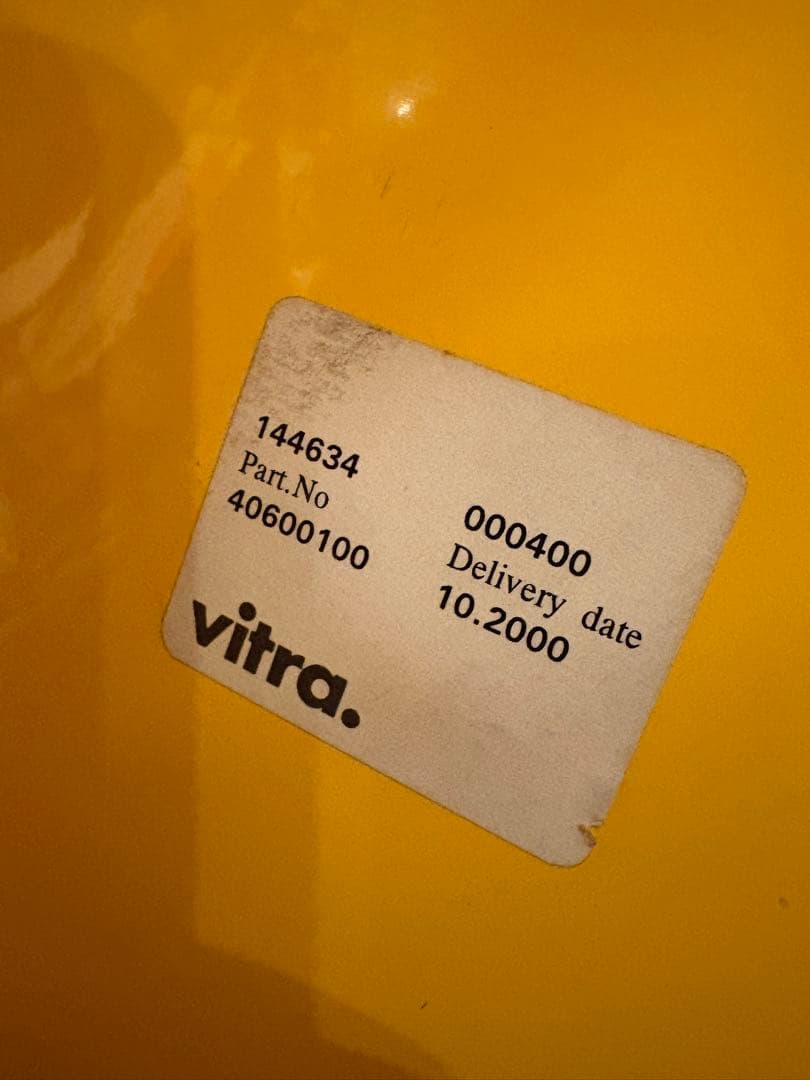 144634
Part.No
40600100
000400
Delivery date
10.2000
vitra.